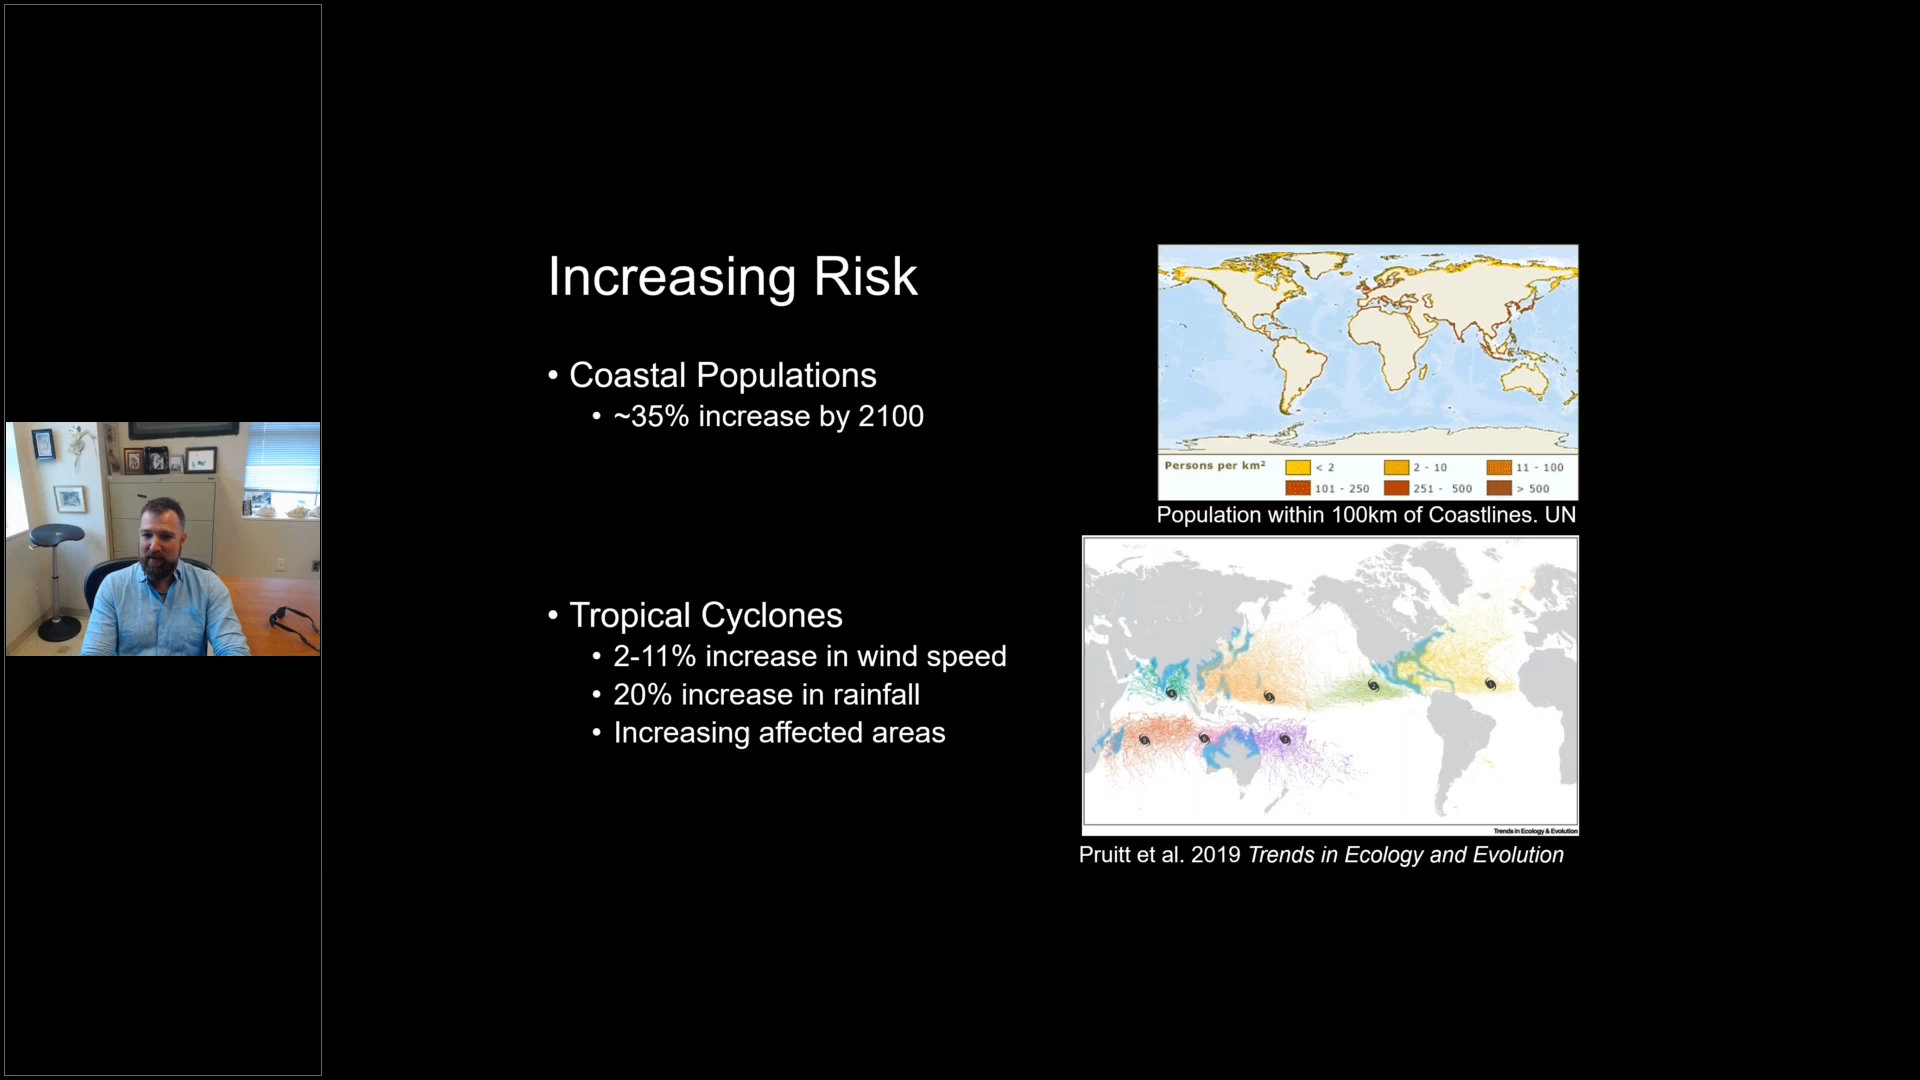 Increasing Risk
• Coastal Populations
• ~35% increase by 2100
• Tropical Cyclones
• 2-11% increase in wind speed
• 20% increase in rainfall
• Increasing affected areas
Persons per km²
< 2
2 - 10
11 - 100
101 - 250
251 - 500
> 500
Population within 100km of Coastlines. UN
Trends in Ecology & Evolution
Pruitt et al. 2019 Trends in Ecology and Evolution